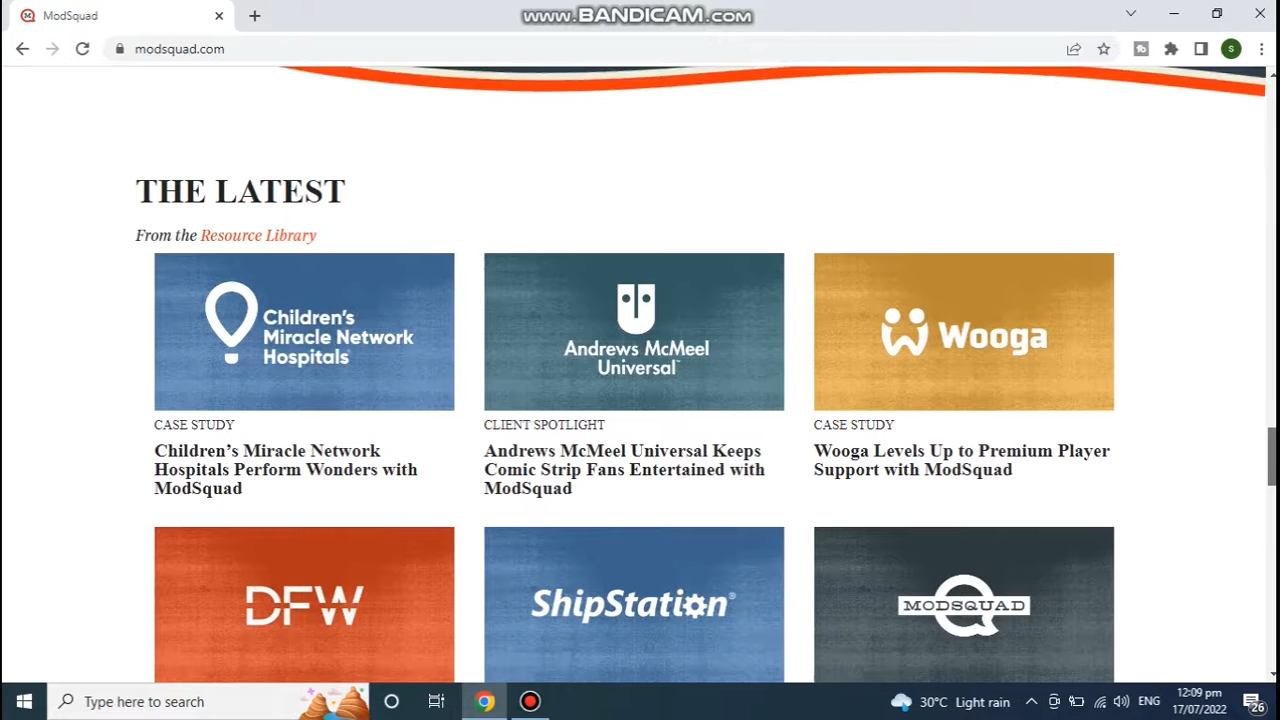 ModSquad
www.BANDICAM.com
modsquad.com
S
THE LATEST
From the Resource Library
Children's
Miracle Network
Hospitals
Andrews McMeel
Universal™
Wooga
CASE STUDY
CLIENT SPOTLIGHT
CASE STUDY
Children's Miracle Network
Hospitals Perform Wonders with
ModSquad
Andrews McMeel Universal Keeps
Comic Strip Fans Entertained with
ModSquad
Wooga Levels Up to Premium Player
Support with ModSquad
DFW
ShipStation®
MODSQUAD
Type here to search
30°C Light rain
ENG
12:09 pm
17/07/2022
26